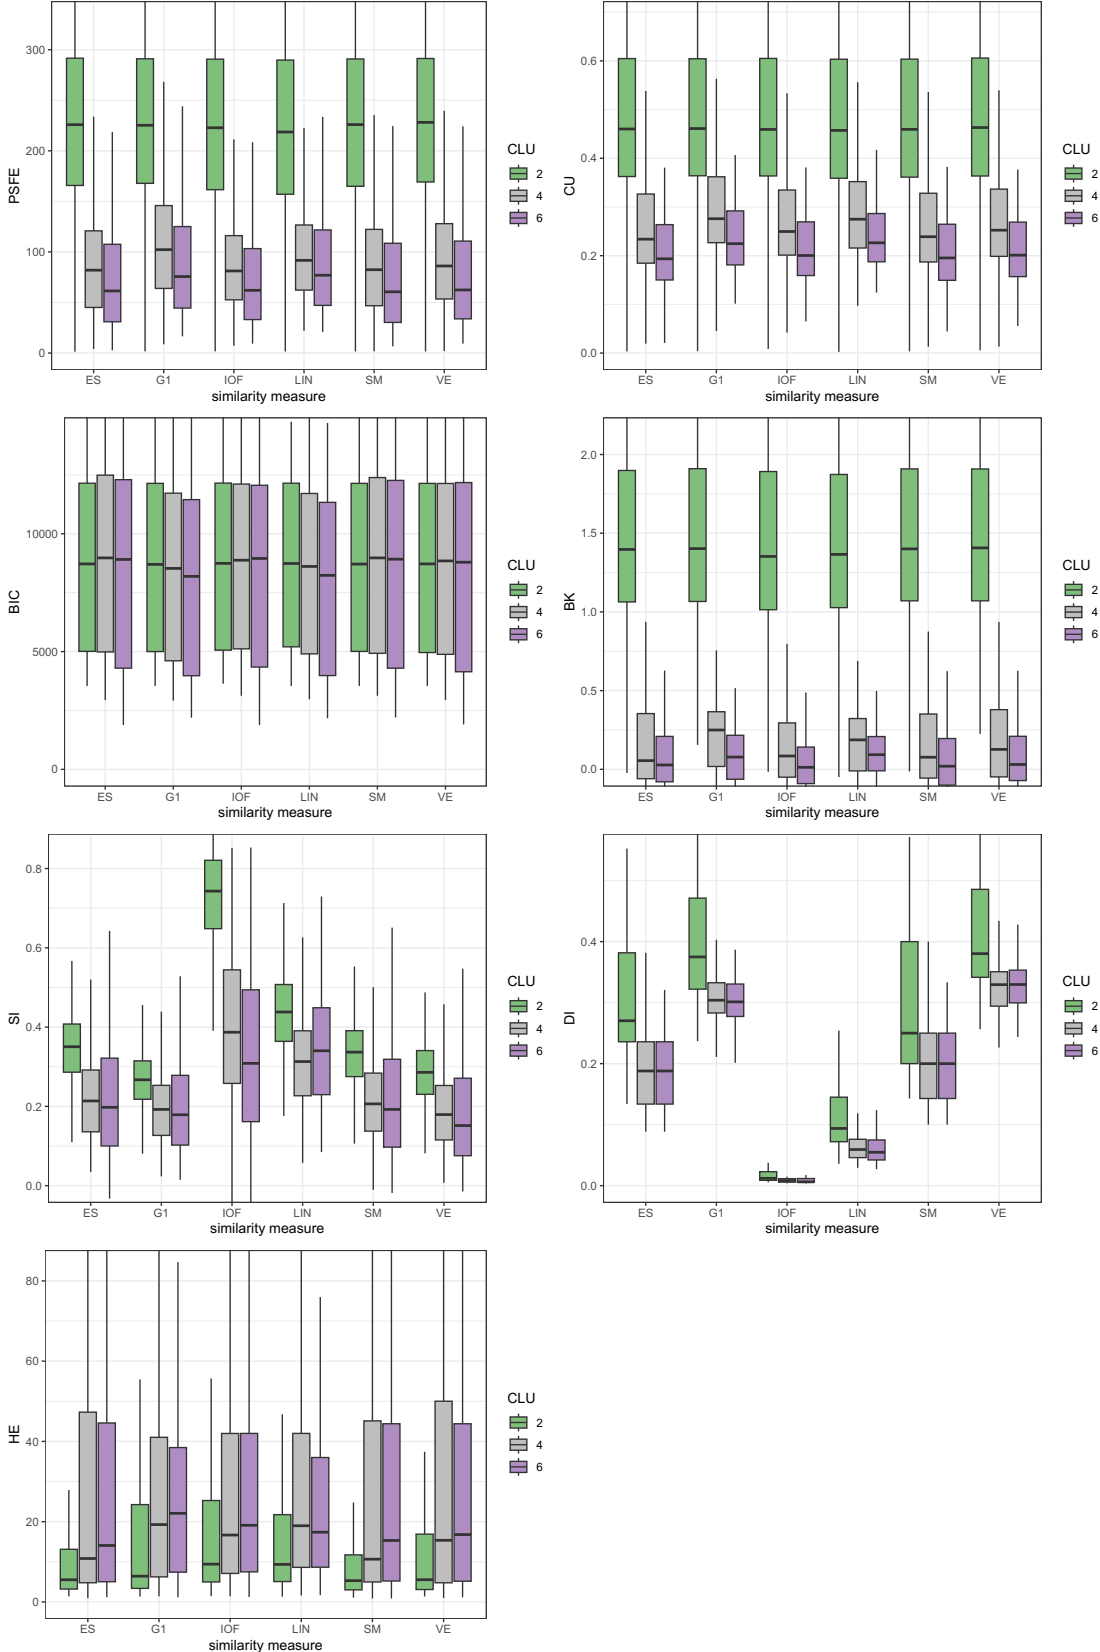 PSFE
300
200
100
0
ES G1 IOF LIN SM VE
similarity measure
CLU
2
4
6
CU
0.6
0.4
0.2
0.0
ES G1 IOF LIN SM VE
similarity measure
CLU
2
4
6
BIC
10000
5000
0
ES G1 IOF LIN SM VE
similarity measure
CLU
2
4
6
BK
2.0
1.5
1.0
0.5
0.0
ES G1 IOF LIN SM VE
similarity measure
CLU
2
4
6
SI
0.8
0.6
0.4
0.2
0.0
ES G1 IOF LIN SM VE
similarity measure
CLU
2
4
6
DI
0.4
0.2
0.0
ES G1 IOF LIN SM VE
similarity measure
CLU
2
4
6
HE
80
60
40
20
0
ES G1 IOF LIN SM VE
similarity measure
CLU
2
4
6